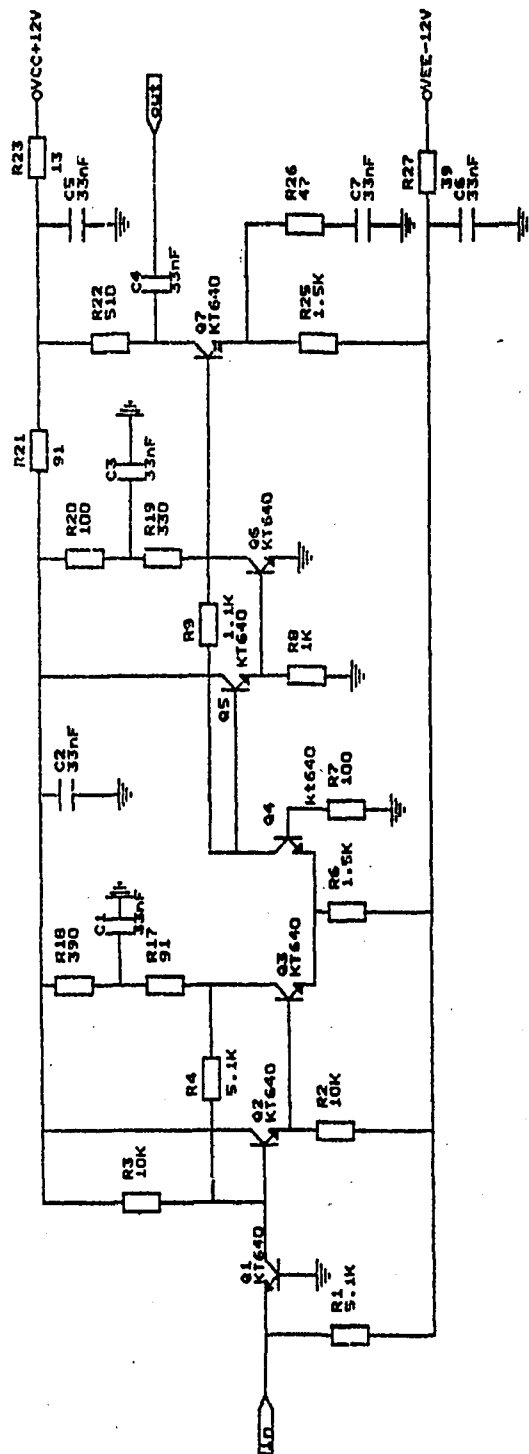 in
R1
5.1K
Q1
KT640
R3
10K
Q2
KT640
R2
10K
R4
5.1K
R18
390
C1
33nF
R17
91
Q3
KT640
R6
1.5K
C2
33nF
Q4
kt640
R7
100
Q5
KT640
R9
1.1K
R8
1K
R20
100
R19
330
C3
33nF
Q6
KT640
R21
91
R22
510
C4
33nF
out
Q7
KT640
R25
1.5K
R26
47
C7
33nF
R23
13
C5
33nF
VCC+12V
R27
39
C6
33nF
VEE-12V